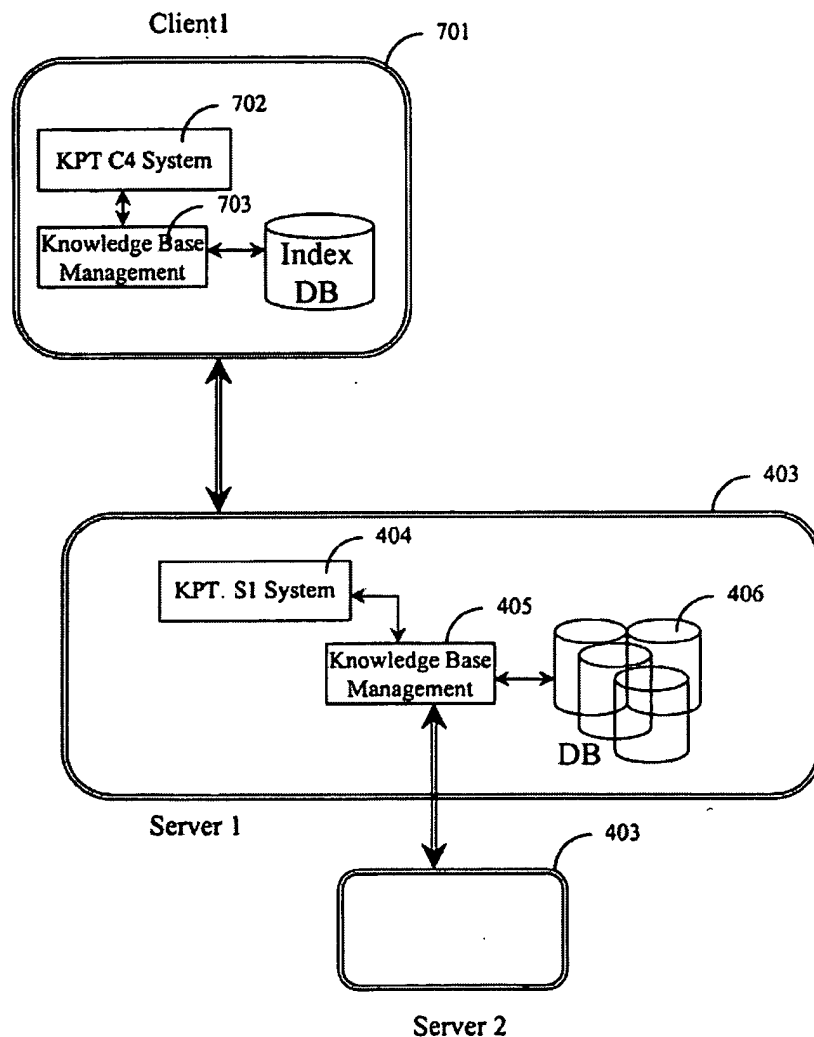 Client1
701
702
KPT C4 System
703
Knowledge Base
Management
Index
DB
403
404
KPT. S1 System
405
406
Knowledge Base
Management
DB
Server 1
403
Server 2